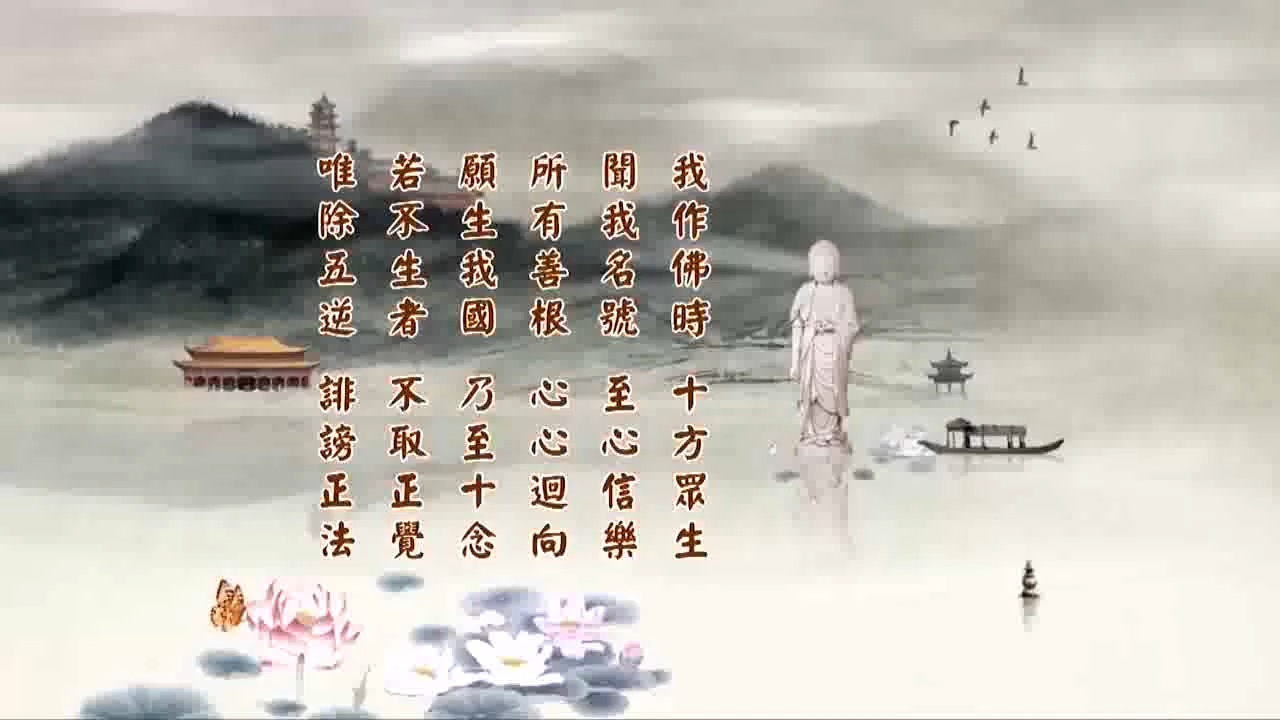 我作佛時 十方眾生
聞我名號 至心信樂
所有善根 心心迴向
願生我國 乃至十念
若不生者 不取正覺
唯除五逆 誹謗正法